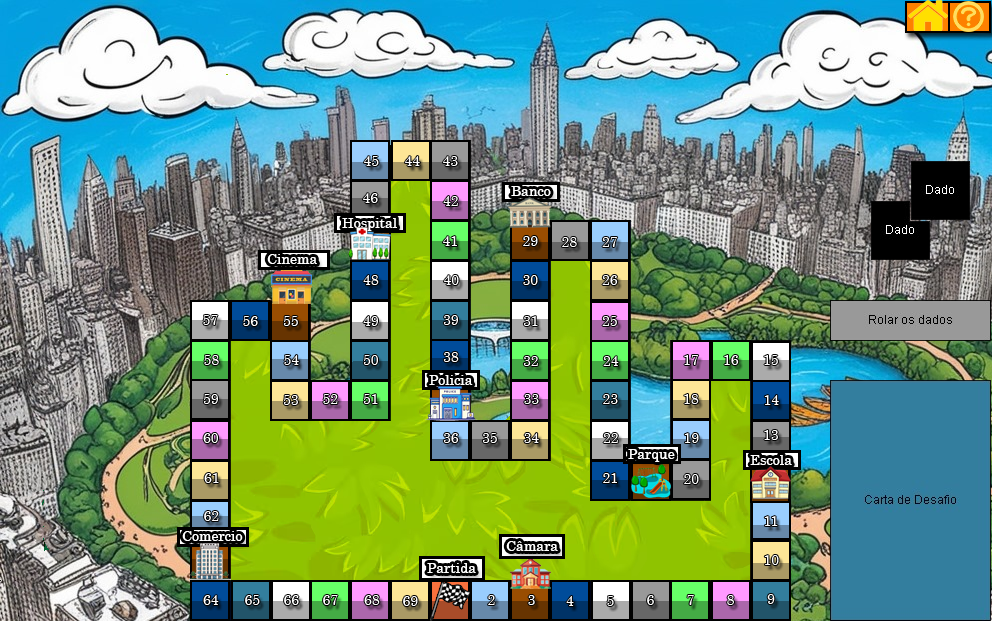 ?
45 44 43
Dado
46 42 Banco
Hospital 41 29 28 27 Dado
Cinema 48 40 30 26
57 56 55 49 39 31 25 Rolar os dados
58 54 50 38 32 24 17 16 15
Policia
59 53 52 51 33 23 18 14
60 36 35 34 22 19 13
Parque Escola
61 21 20
Carta de Desafio
62 11
Comercio
Câmara
10
Partida
64 65 66 67 68 69 2 3 4 5 6 7 8 9